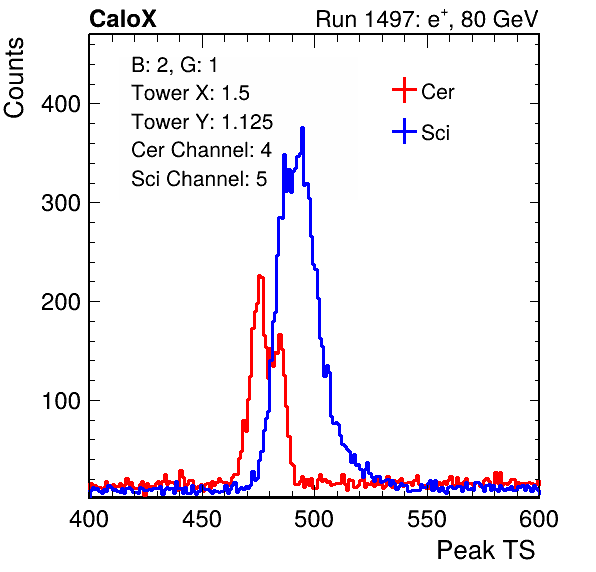 CaloX Run 1497: e⁺, 80 GeV
Counts
B: 2, G: 1
Tower X: 1.5
Tower Y: 1.125
Cer Channel: 4
Sci Channel: 5
Cer
Sci
400
300
200
100
400 450 500 550 600
Peak TS